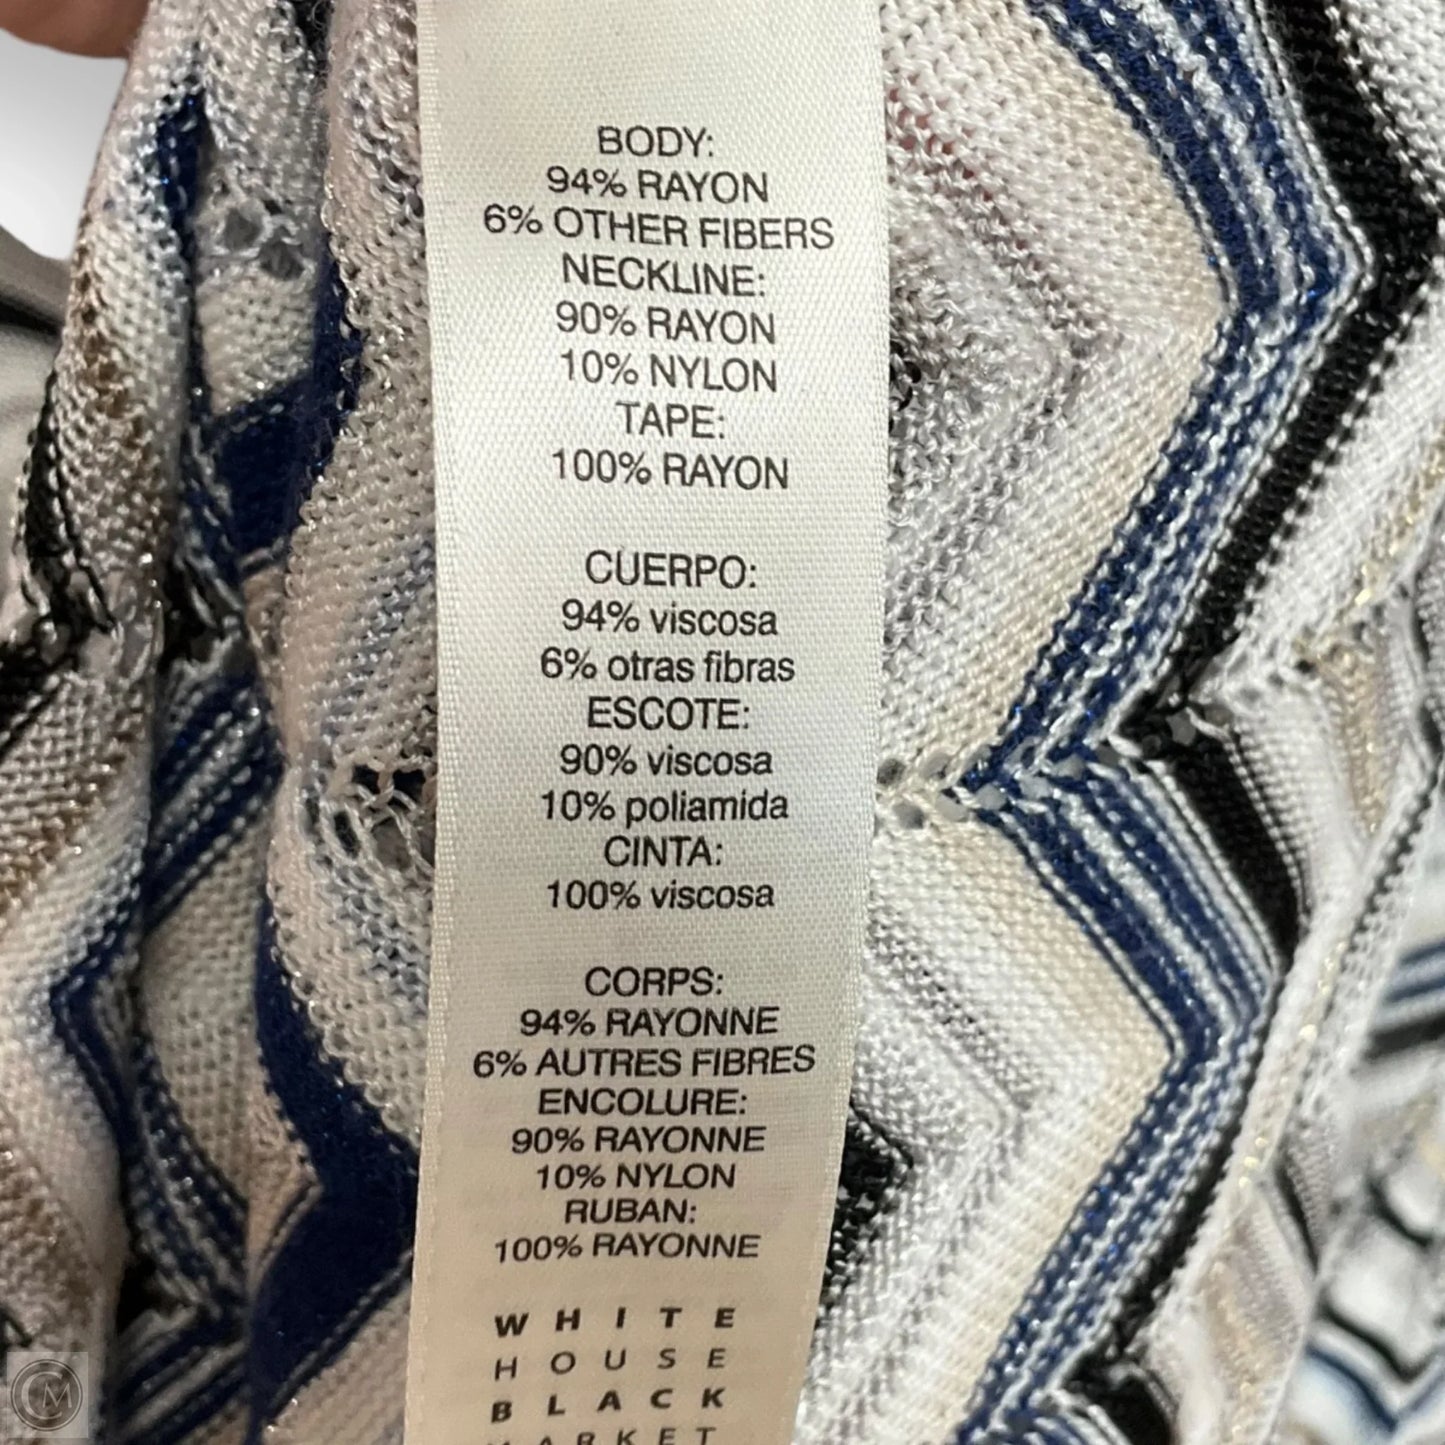 BODY:
94% RAYON
6% OTHER FIBERS
NECKLINE:
90% RAYON
10% NYLON
TAPE:
100% RAYON
CUERPO:
94% viscosa
6% otras fibras
ESCOTE:
90% viscosa
10% poliamida
CINTA:
100% viscosa
CORPS:
94% RAYONNE
6% AUTRES FIBRES
ENCOLURE:
90% RAYONNE
10% NYLON
RUBAN:
100% RAYONNE
WHITE
HOUSE
BLACK
MARKET
CM